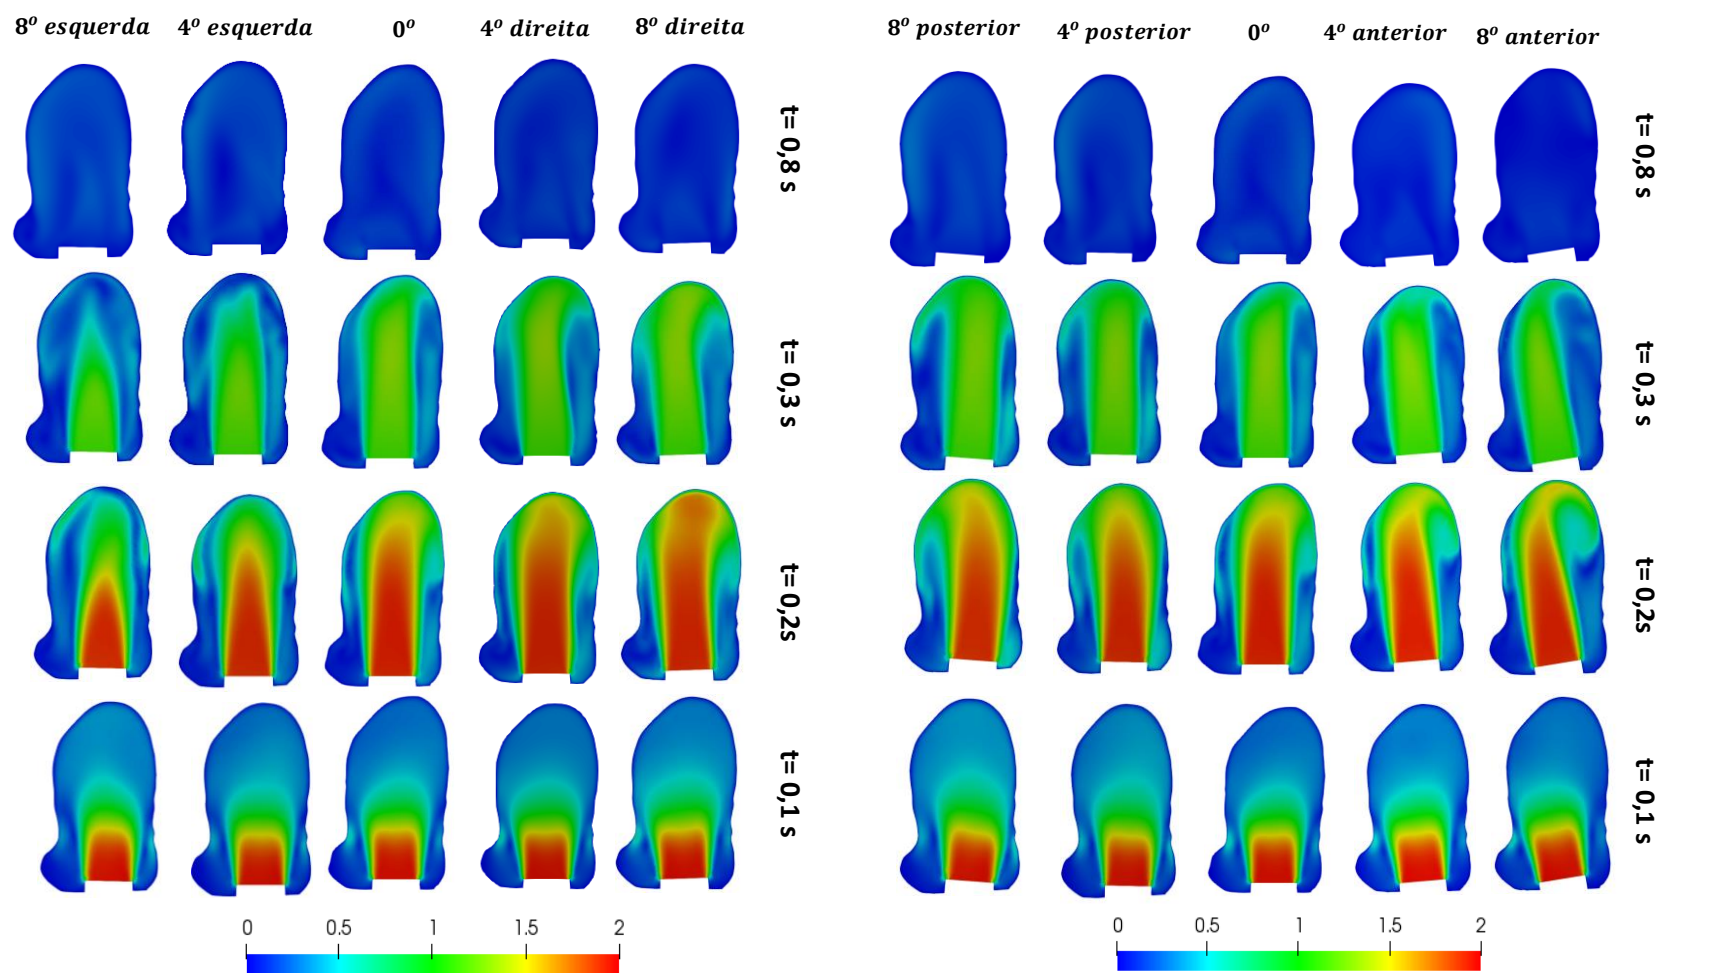 8º esquerda 4º esquerda 0º 4º direita 8º direita
t= 0,8 s
t= 0,3 s
t= 0,2s
t= 0,1 s
0 0.5 1 1.5 2
8º posterior 4º posterior 0º 4º anterior 8º anterior
t= 0,8 s
t= 0,3 s
t= 0,2s
t= 0,1 s
0 0.5 1 1.5 2